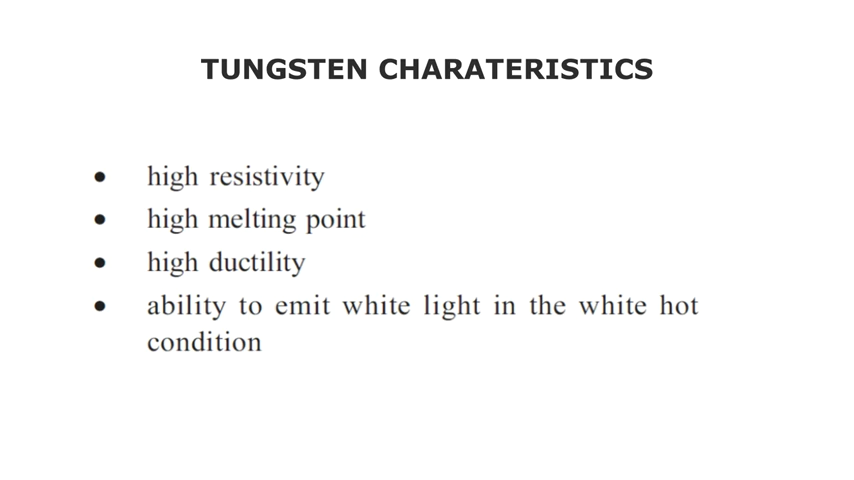 TUNGSTEN CHARATERISTICS
• high resistivity
• high melting point
• high ductility
• ability to emit white light in the white hot
condition